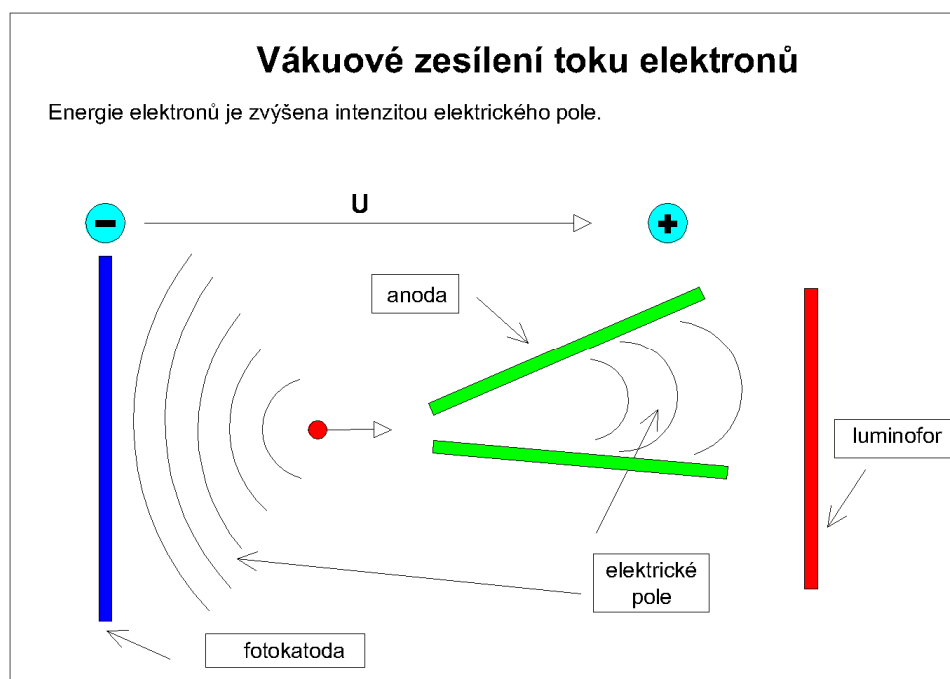 Vákuové zesílení toku elektronů
Energie elektronů je zvýšena intenzitou elektrického pole.
U
anoda
luminofor
elektrické
pole
fotokatoda